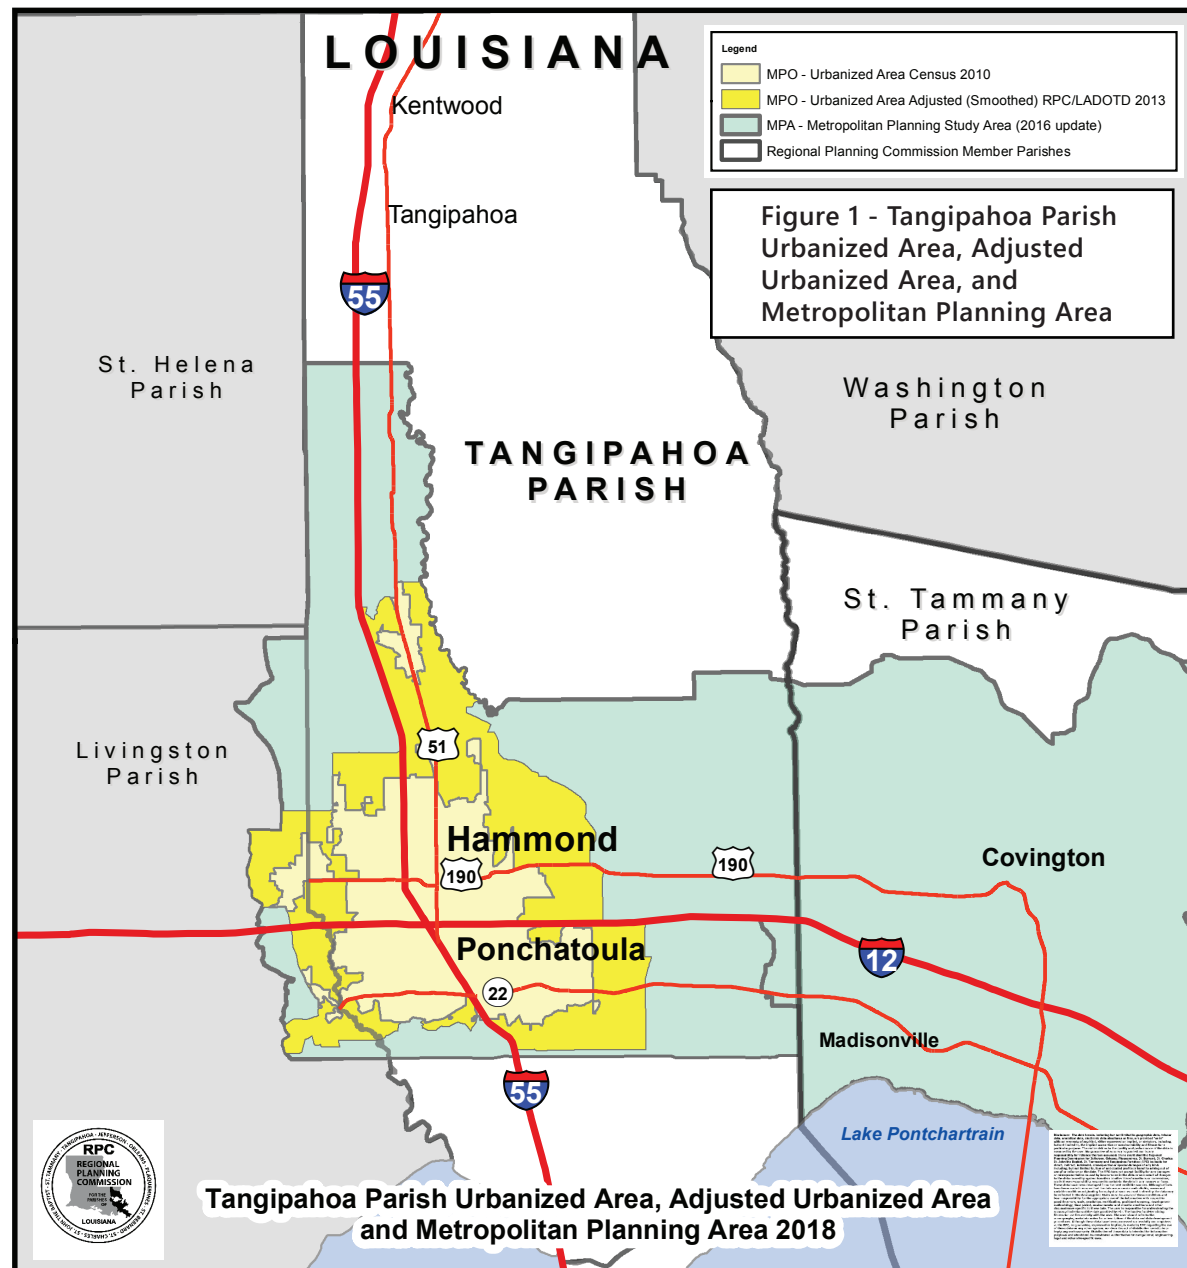 LOUISIANA
Kentwood
Tangipahoa
55
Legend
MPO - Urbanized Area Census 2010
MPO - Urbanized Area Adjusted (Smoothed) RPC/LADOTD 2013
MPA - Metropolitan Planning Study Area (2016 update)
Regional Planning Commission Member Parishes
Figure 1 - Tangipahoa Parish
Urbanized Area, Adjusted
Urbanized Area, and
Metropolitan Planning Area
St. Helena
Parish
Washington
Parish
TANGIPAHOA
PARISH
St. Tammany
Parish
Livingston
Parish
51
Hammond
190
190
Covington
Ponchatoula
12
22
Madisonville
55
Lake Pontchartrain
RPC
REGIONAL
PLANNING
COMMISSION
FOR THE
PARISHES
OF
LOUISIANA
Tangipahoa Parish Urbanized Area, Adjusted Urbanized Area
and Metropolitan Planning Area 2018